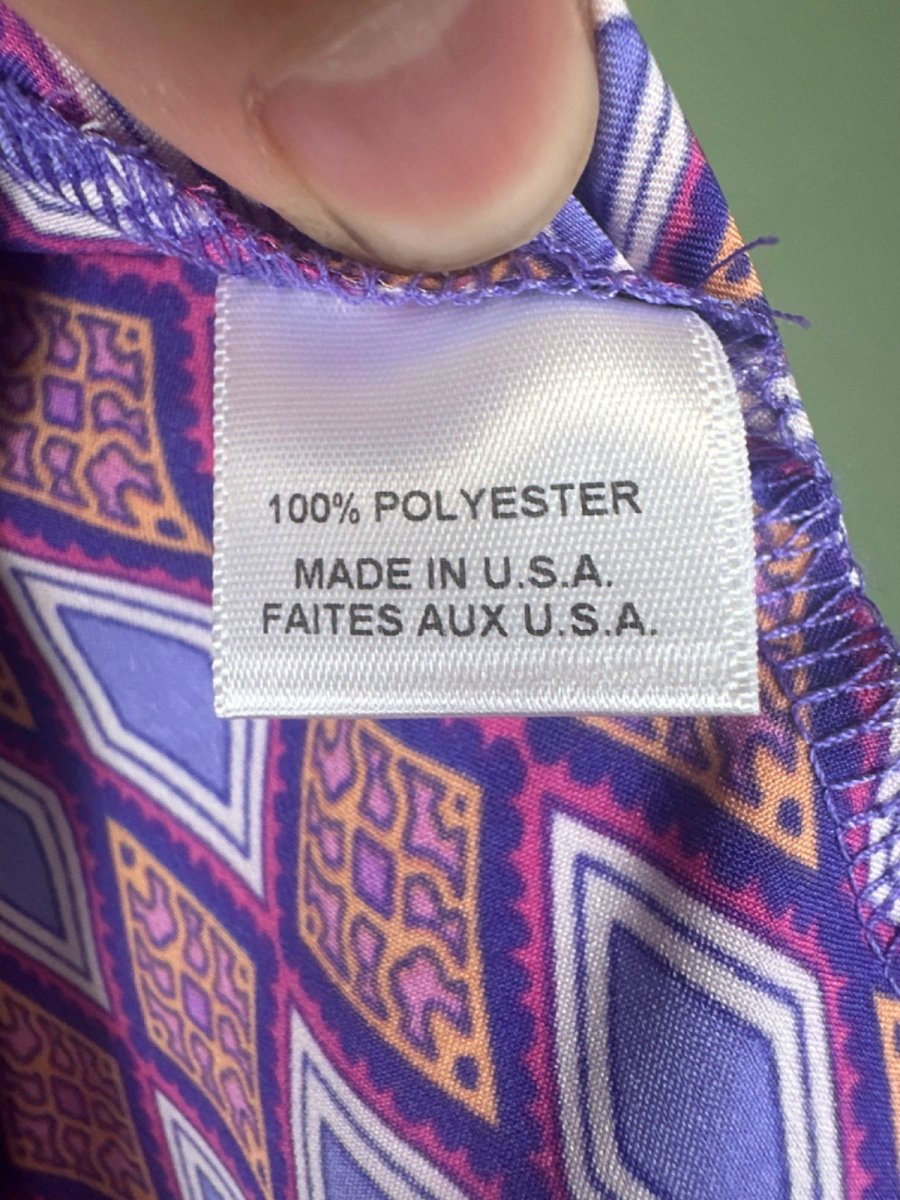 100% POLYESTER
MADE IN U.S.A.
FAITES AUX U.S.A.